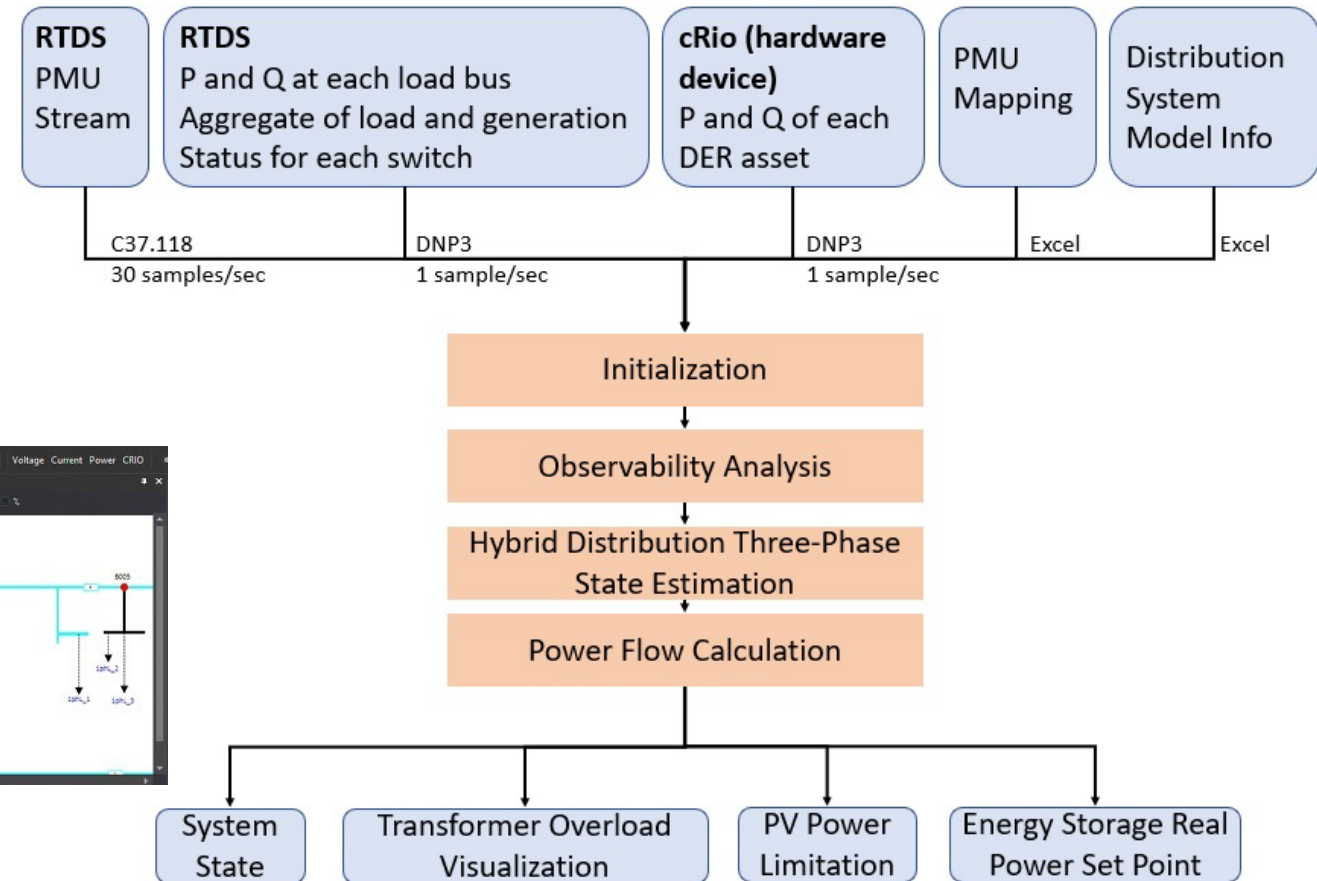 RTDS
PMU
Stream
RTDS
P and Q at each load bus
Aggregate of load and generation
Status for each switch
cRio (hardware
device)
P and Q of each
DER asset
PMU
Mapping
Distribution
System
Model Info
C37.118
30 samples/sec
DNP3
1 sample/sec
DNP3
1 sample/sec
Excel
Excel
Initialization
Observability Analysis
Hybrid Distribution Three-Phase
State Estimation
Power Flow Calculation
Voltage Current Power CRIO
%
1phL_2
1phL_1 1phL_3
System
State
Transformer Overload
Visualization
PV Power
Limitation
Energy Storage Real
Power Set Point